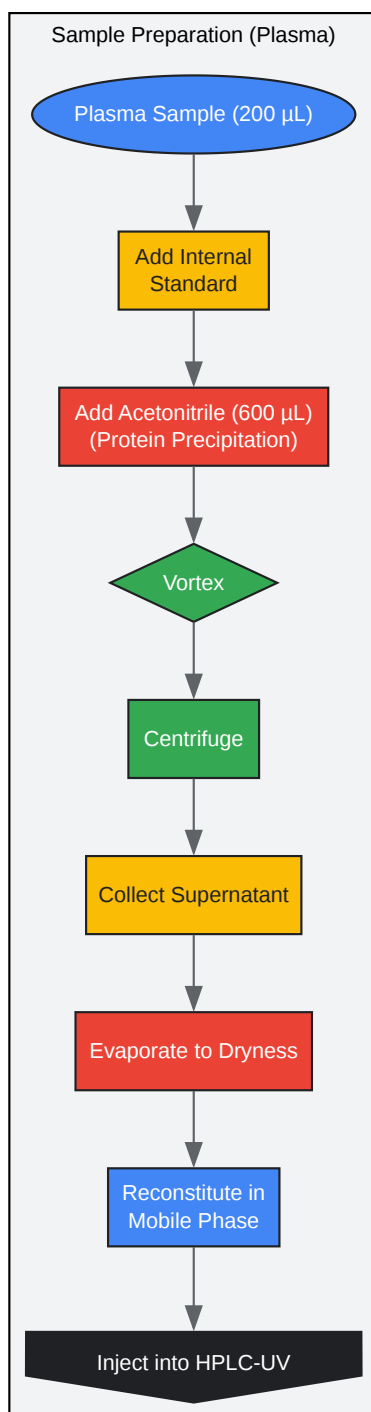 Sample Preparation (Plasma)
Plasma Sample (200 µL)
Add Internal
Standard
Add Acetonitrile (600 µL)
(Protein Precipitation)
Vortex
Centrifuge
Collect Supernatant
Evaporate to Dryness
Reconstitute in
Mobile Phase
Inject into HPLC-UV